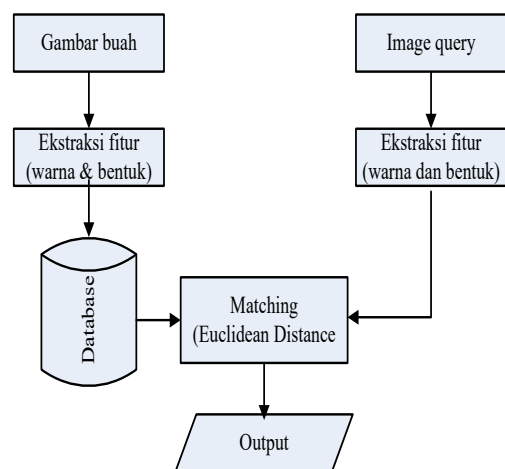 Gambar buah
Image query
Ekstraksi fitur
(warna & bentuk)
Ekstraksi fitur
(warna dan bentuk)
Database
Matching
(Euclidean Distance
Output